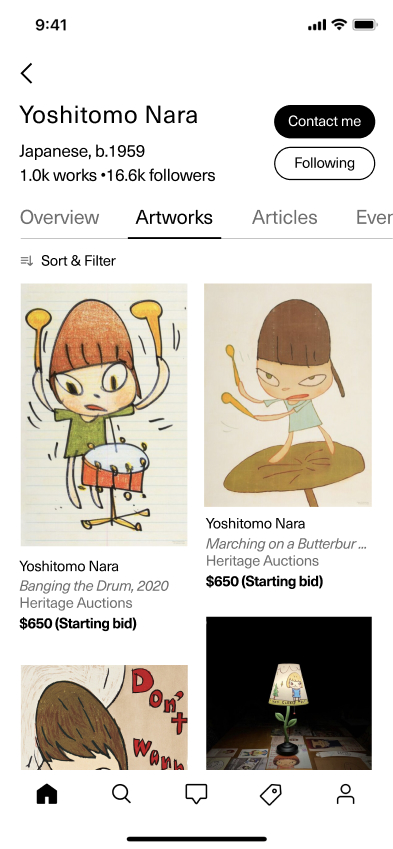 9:41
Yoshitomo Nara
Contact me
Japanese, b.1959
1.0k works •16.6k followers
Following
Overview
Artworks
Articles
Ever
Sort & Filter
Yoshitomo Nara
Banging the Drum, 2020
Heritage Auctions
$650 (Starting bid)
Yoshitomo Nara
Marching on a Butterbur ...
Heritage Auctions
$650 (Starting bid)
Don't
Wann